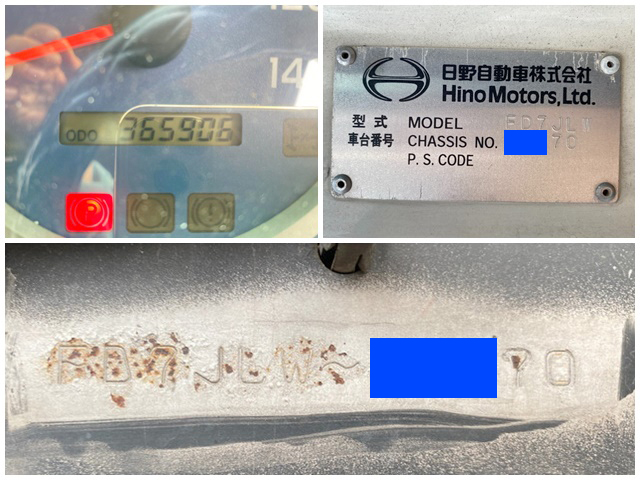 140
ODO 365906
P
日野自動車株式会社
Hino Motors, Ltd.
型式 MODEL FD7JLW
車台番号 CHASSIS NO. 70
P. S. CODE
FD7JLW~ 70